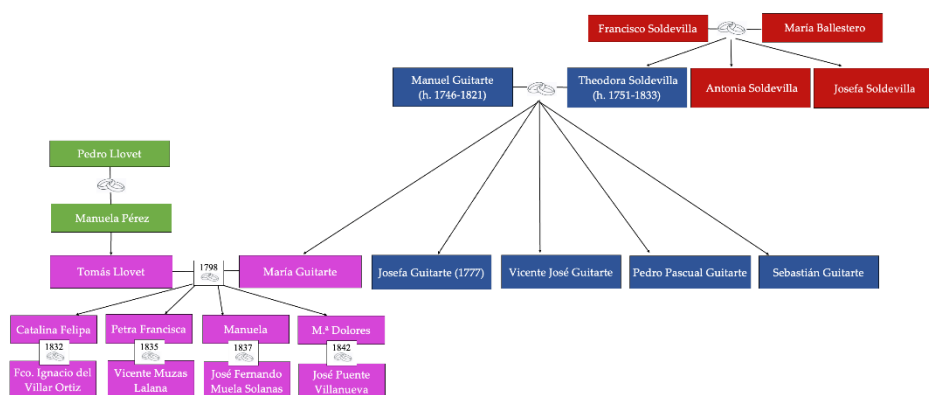 Francisco Soldevilla
María Ballestero
Manuel Guitarte
(h. 1746-1821)
Theodora Soldevilla
(h. 1751-1833)
Antonia Soldevilla
Josefa Soldevilla
Pedro Llovet
Manuela Pérez
Tomás Llovet
1798
María Guitarte
Josefa Guitarte (1777)
Vicente José Guitarte
Pedro Pascual Guitarte
Sebastián Guitarte
Catalina Felipa
Petra Francisca
Manuela
M.ª Dolores
1832
1835
1837
1842
Fco. Ignacio del
Villar Ortiz
Vicente Muzas
Lalana
José Fernando
Muela Solanas
José Puente
Villanueva